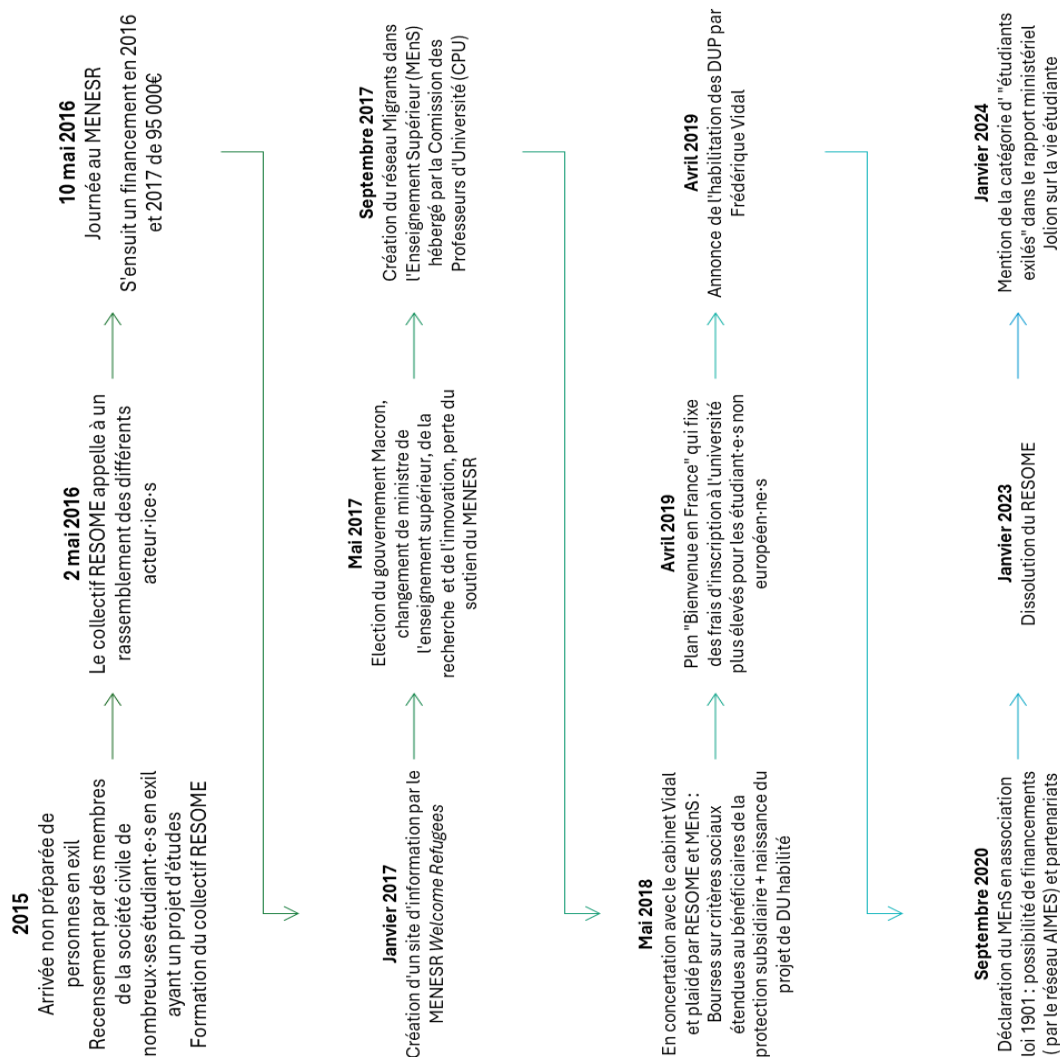 2015
Arrivée non préparée de
personnes en exil
Recensement par des membres
de la société civile de
nombreux·ses étudiant·e·s en exil
ayant un projet d'études
Formation du collectif RESOME
2 mai 2016
Le collectif RESOME appelle à un
rassemblement des différents
acteur·ice·s
10 mai 2016
Journée au MENESR
S'ensuit un financement en 2016
et 2017 de 95 000€
Janvier 2017
Création d'un site d'information par le
MENESR Welcome Refugees
Mai 2017
Election du gouvernement Macron,
changement de ministre de
l'enseignement supérieur, de la
recherche et de l'innovation, perte du
soutien du MENESR
Septembre 2017
Création du réseau Migrants dans
l'Enseignement Supérieur (MEnS)
hébergé par la Comission des
Professeurs d'Université (CPU)
Mai 2018
En concertation avec le cabinet Vidal
et plaidé par RESOME et MEnS :
Bourses sur critères sociaux
étendues au bénéficiaires de la
protection subsidiaire + naissance du
projet de DU habilité
Avril 2019
Plan "Bienvenue en France" qui fixe
des frais d'inscription à l'université
plus élevés pour les étudiant·e·s non
européen·ne·s
Avril 2019
Annonce de l'habilitation des DUP par
Frédérique Vidal
Septembre 2020
Déclaration du MEnS en association
loi 1901 : possibilité de financements
(par le réseau AIMES) et partenariats
Janvier 2023
Dissolution du RESOME
Janvier 2024
Mention de la catégorie d' "étudiants
exilés" dans le rapport ministériel
Jolion sur la vie étudiante